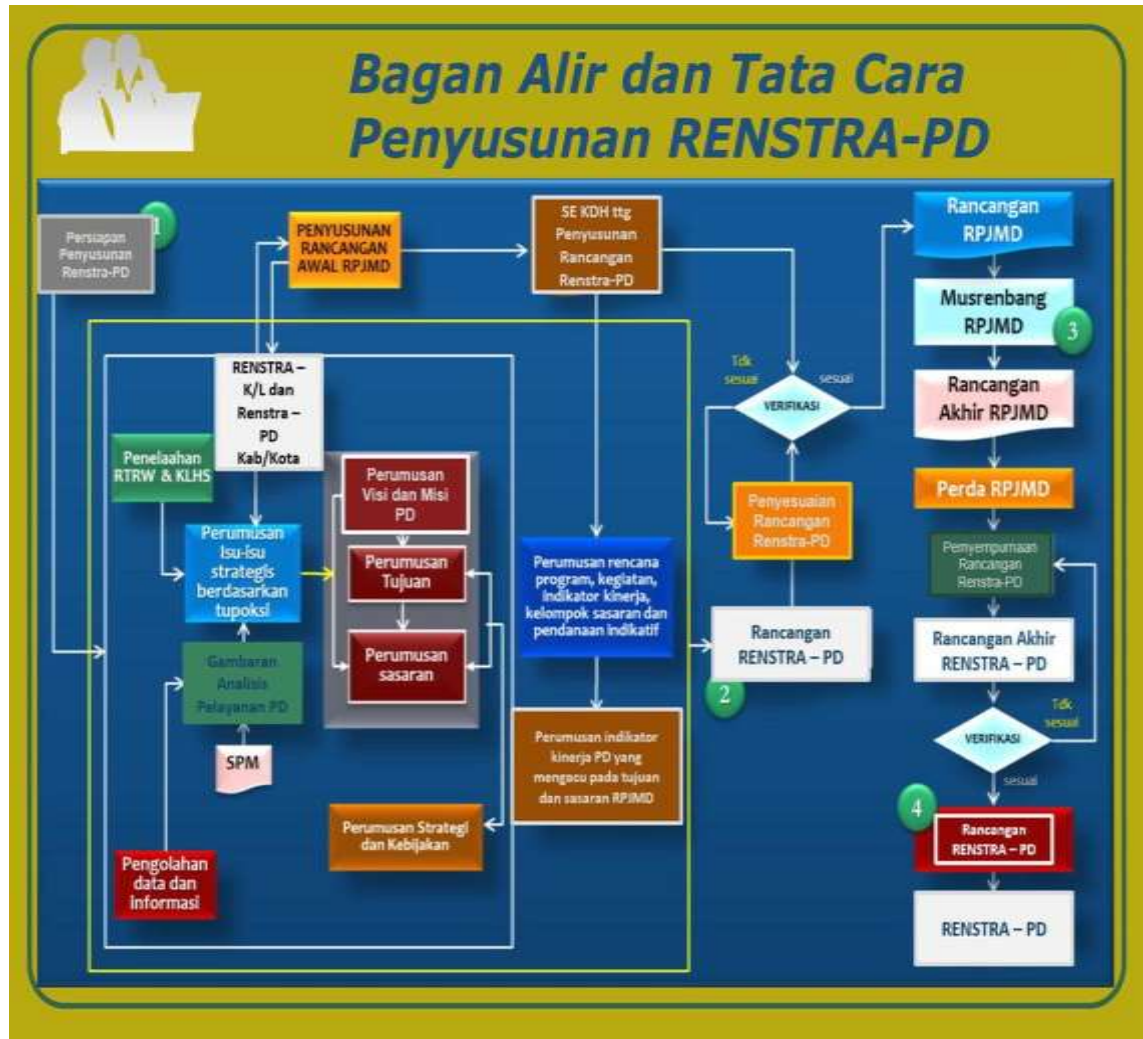 Bagan Alir dan Tata Cara
Penyusunan RENSTRA-PD
1
Persiapan
Penyusunan
Renstra-PD
PENYUSUNAN
RANCANGAN
AWAL RPJMD
SE KDH ttg
Penyusunan
Rancangan
Renstra-PD
Rancangan
RPJMD
Musrenbang
RPJMD
3
Rancangan
Akhir RPJMD
Perda RPJMD
Penyempurnaan
Rancangan
Renstra-PD
Rancangan Akhir
RENSTRA – PD
Tdk
sesuai
VERIFIKASI
sesuai
4
Rancangan
RENSTRA – PD
RENSTRA – PD
Tdk
sesuai
sesuai
VERIFIKASI
Penyesuaian
Rancangan
Renstra-PD
Rancangan
RENSTRA – PD
2
RENSTRA –
K/L dan
Renstra –
PD
Kab/Kota
Penelaahan
RTRW & KLHS
Perumusan
Isu-isu
strategis
berdasarkan
tupoksi
Gambaran
Analisis
Pelayanan PD
SPM
Pengolahan
data dan
informasi
Perumusan
Visi dan Misi
PD
Perumusan
Tujuan
Perumusan
sasaran
Perumusan Strategi
dan Kebijakan
Perumusan rencana
program, kegiatan,
indikator kinerja,
kelompok sasaran dan
pendanaan indikatif
Perumusan indikator
kinerja PD yang
mengacu pada tujuan
dan sasaran RPJMD